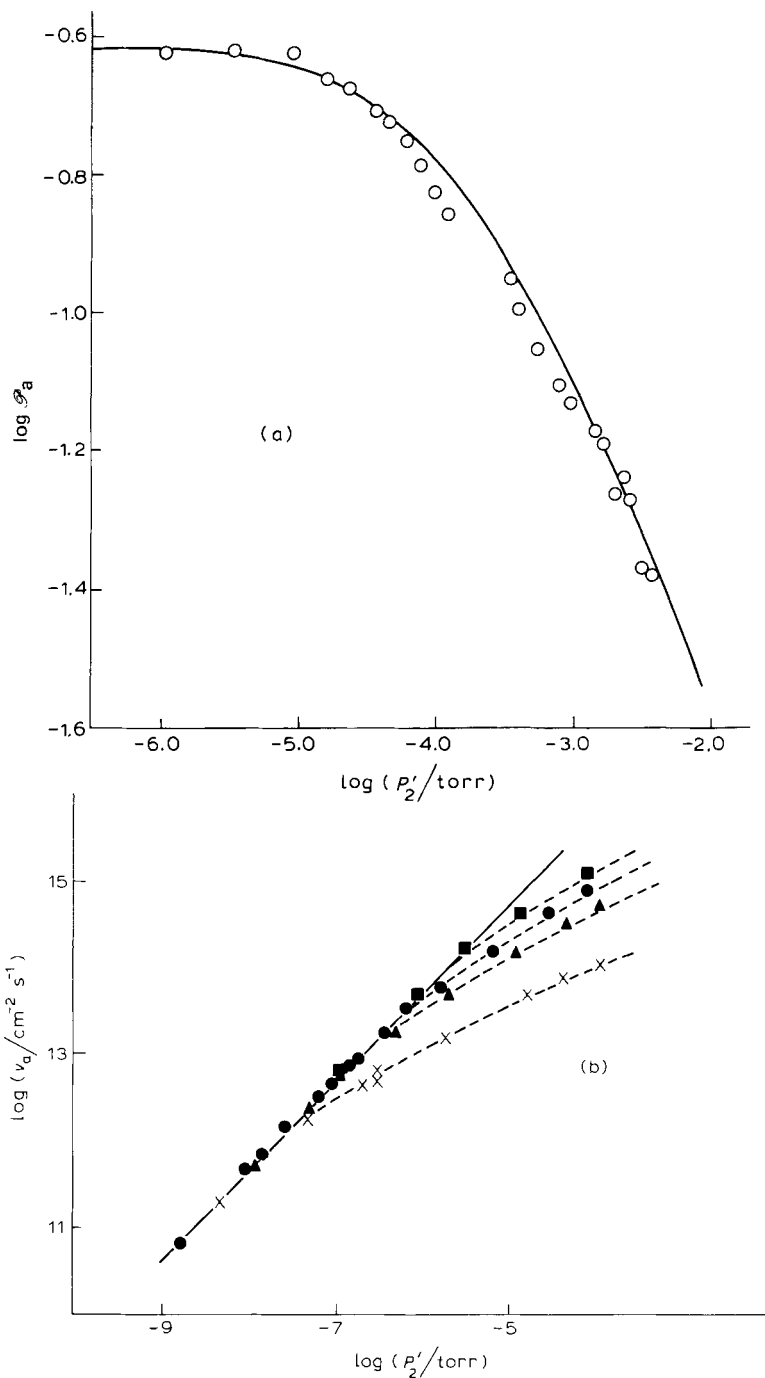 −0.6
−0.8
−1.0
−1.2
−1.4
−1.6
log 𝒫a
(a)
−6.0 −5.0 −4.0 −3.0 −2.0
log (P′2/torr)
15
13
11
log (νa/cm−2 s−1)
(b)
−9 −7 −5
log (P′2/torr)